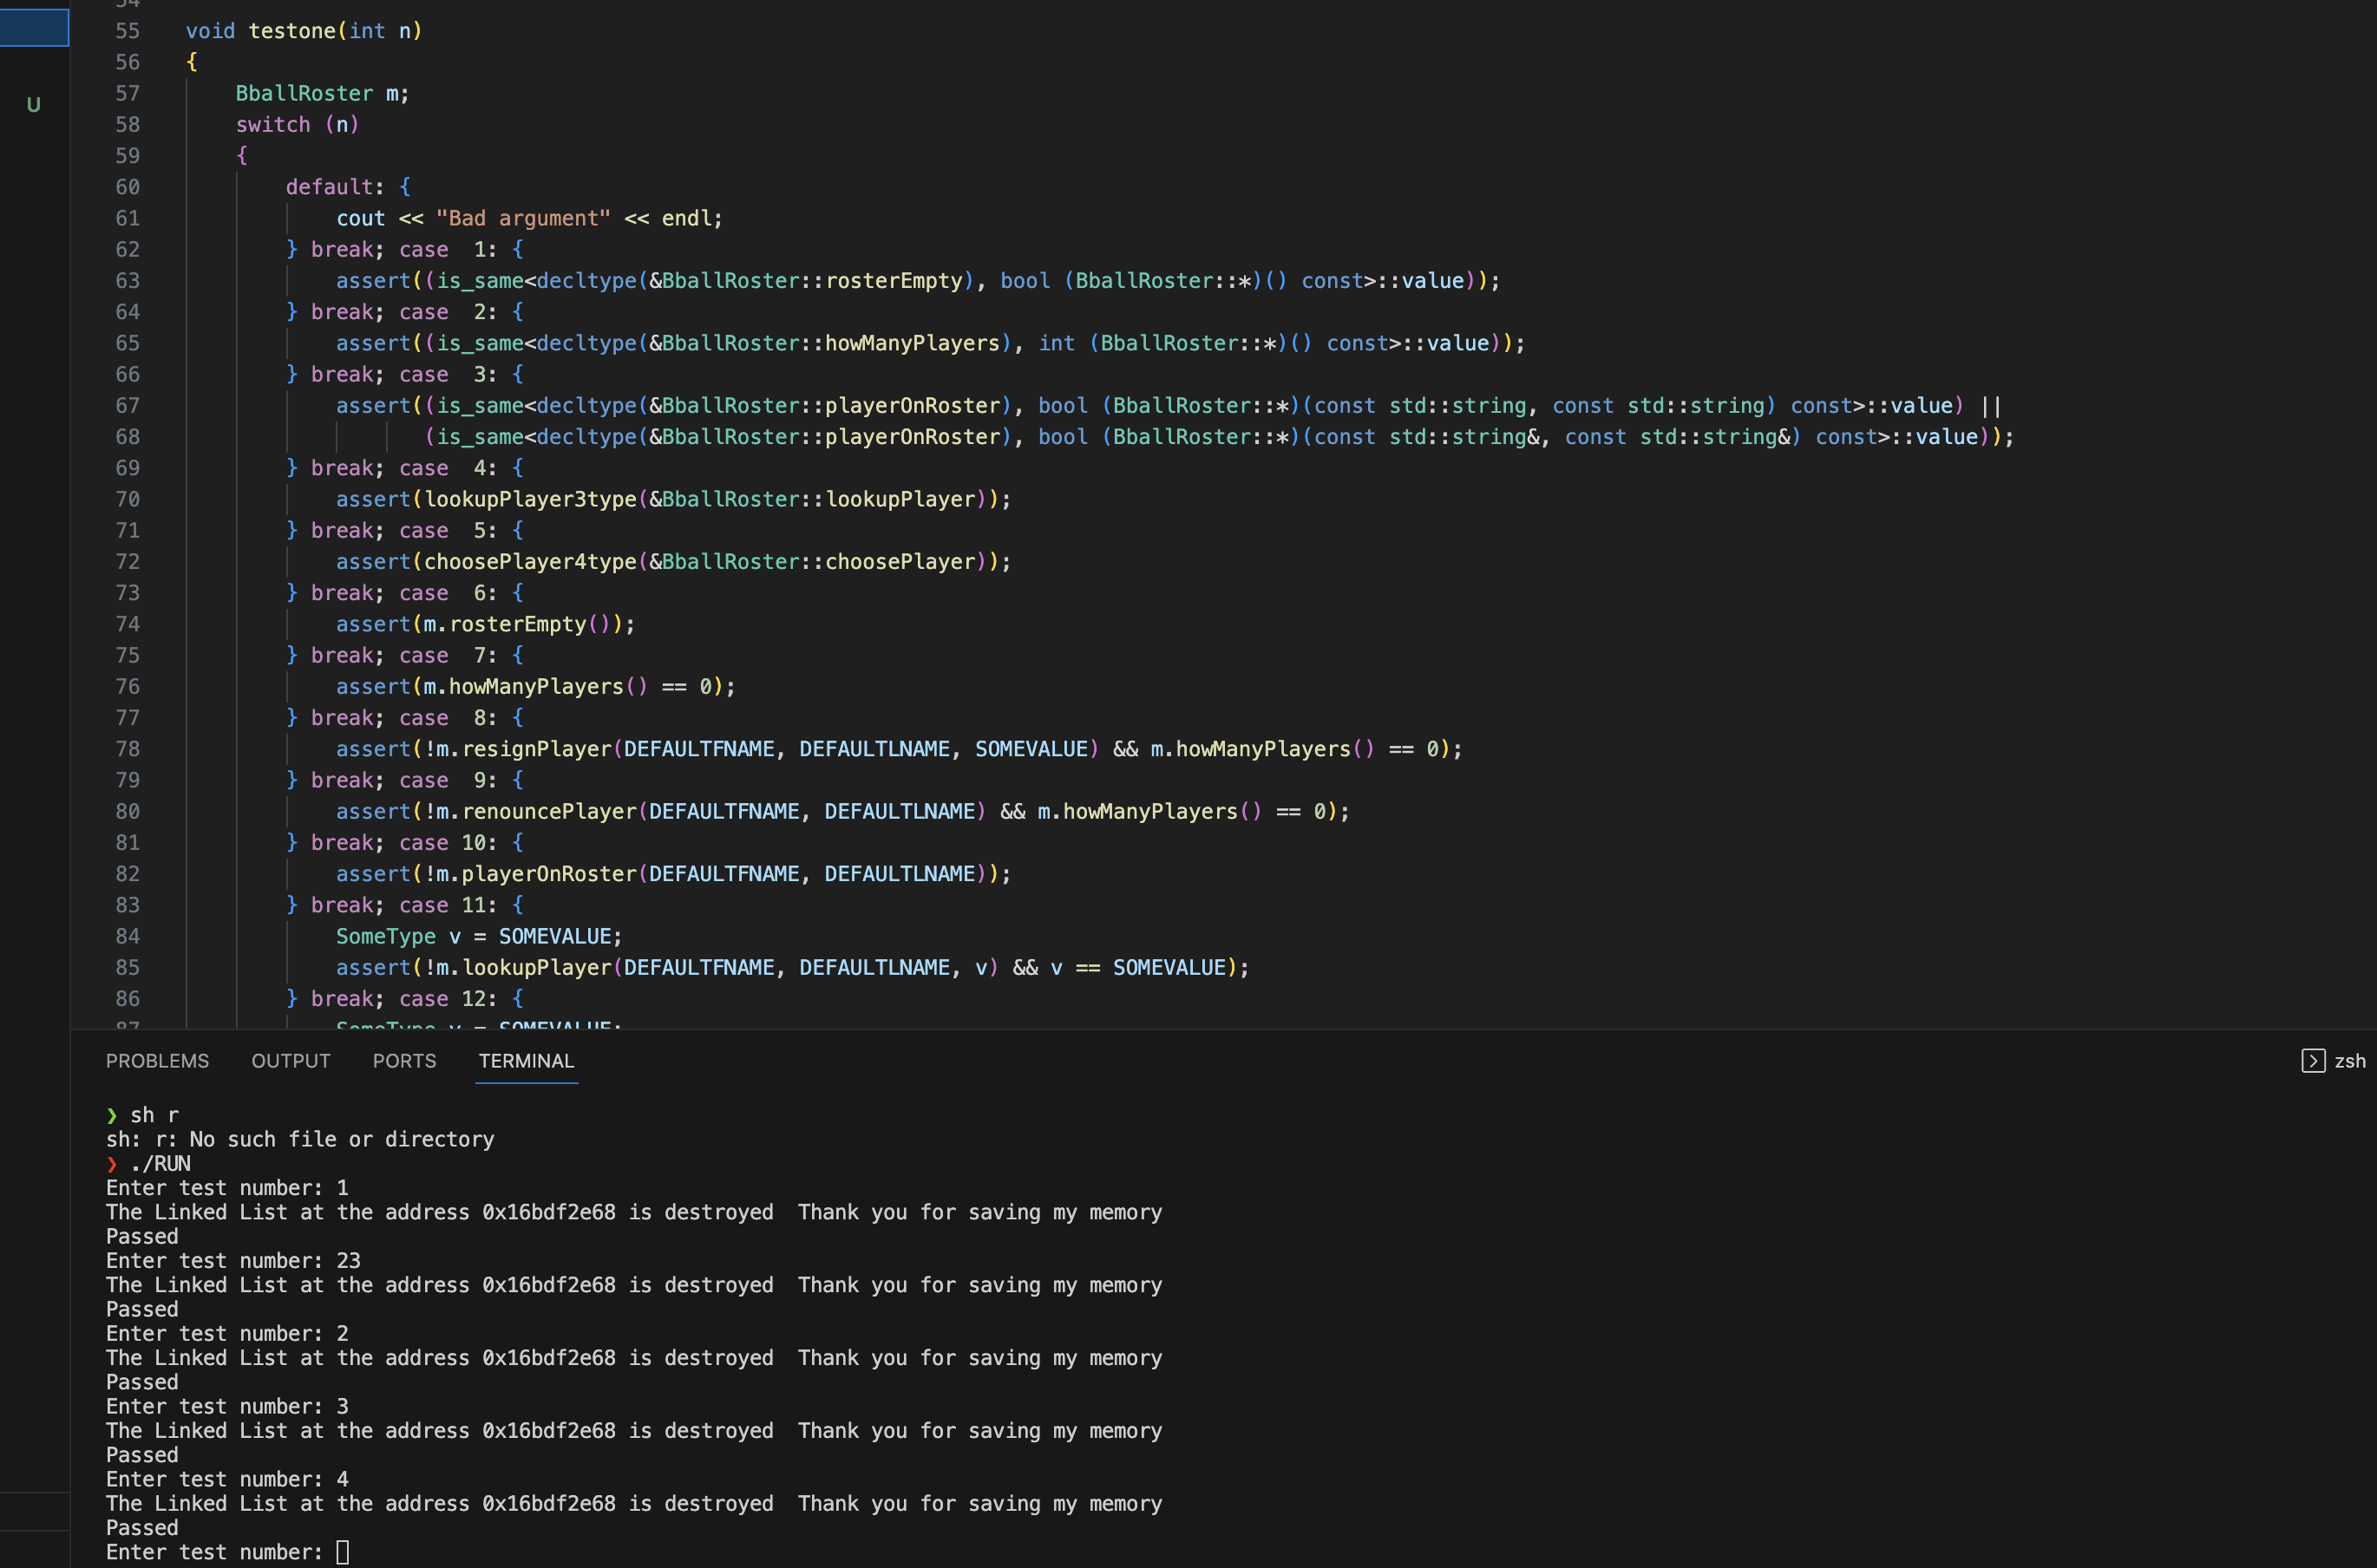 55 void testone(int n)
U
56 {
57 BballRoster m;
58 switch (n)
59 {
60 default: {
61 cout << "Bad argument" << endl;
62 } break; case  1: {
63 assert((is_same<decltype(&BballRoster::rosterEmpty), bool (BballRoster::*)() const>::value));
64 } break; case  2: {
65 assert((is_same<decltype(&BballRoster::howManyPlayers), int (BballRoster::*)() const>::value));
66 } break; case  3: {
67 assert((is_same<decltype(&BballRoster::playerOnRoster), bool (BballRoster::*)(const std::string, const std::string) const>::value) ||
68 (is_same<decltype(&BballRoster::playerOnRoster), bool (BballRoster::*)(const std::string&, const std::string&) const>::value));
69 } break; case  4: {
70 assert(lookupPlayer3type(&BballRoster::lookupPlayer));
71 } break; case  5: {
72 assert(choosePlayer4type(&BballRoster::choosePlayer));
73 } break; case  6: {
74 assert(m.rosterEmpty());
75 } break; case  7: {
76 assert(m.howManyPlayers() == 0);
77 } break; case  8: {
78 assert(!m.resignPlayer(DEFAULTFNAME, DEFAULTLNAME, SOMEVALUE) && m.howManyPlayers() == 0);
79 } break; case  9: {
80 assert(!m.renouncePlayer(DEFAULTFNAME, DEFAULTLNAME) && m.howManyPlayers() == 0);
81 } break; case 10: {
82 assert(!m.playerOnRoster(DEFAULTFNAME, DEFAULTLNAME));
83 } break; case 11: {
84 SomeType v = SOMEVALUE;
85 assert(!m.lookupPlayer(DEFAULTFNAME, DEFAULTLNAME, v) && v == SOMEVALUE);
86 } break; case 12: {
87 SomeType v = SOMEVALUE;
PROBLEMS OUTPUT PORTS TERMINAL zsh
❯ sh r
sh: r: No such file or directory
❯ ./RUN
Enter test number: 1
The Linked List at the address 0x16bdf2e68 is destroyed  Thank you for saving my memory
Passed
Enter test number: 23
The Linked List at the address 0x16bdf2e68 is destroyed  Thank you for saving my memory
Passed
Enter test number: 2
The Linked List at the address 0x16bdf2e68 is destroyed  Thank you for saving my memory
Passed
Enter test number: 3
The Linked List at the address 0x16bdf2e68 is destroyed  Thank you for saving my memory
Passed
Enter test number: 4
The Linked List at the address 0x16bdf2e68 is destroyed  Thank you for saving my memory
Passed
Enter test number: